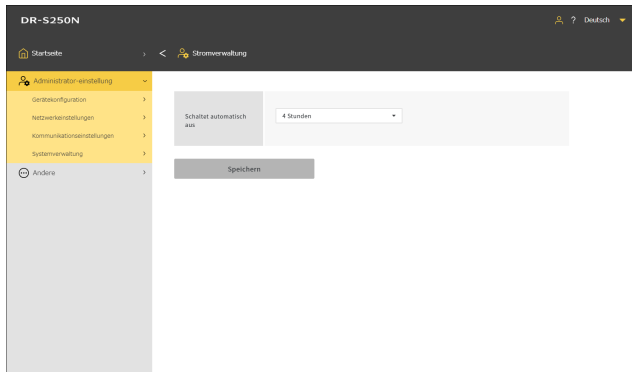 DR-S250N
? Deutsch
Startseite
Stromverwaltung
Administrator-einstellung
Gerätekonfiguration
Netzwerkeinstellungen
Kommunikationseinstellungen
Systemverwaltung
Andere
Schaltet automatisch
aus
4 Stunden
Speichern